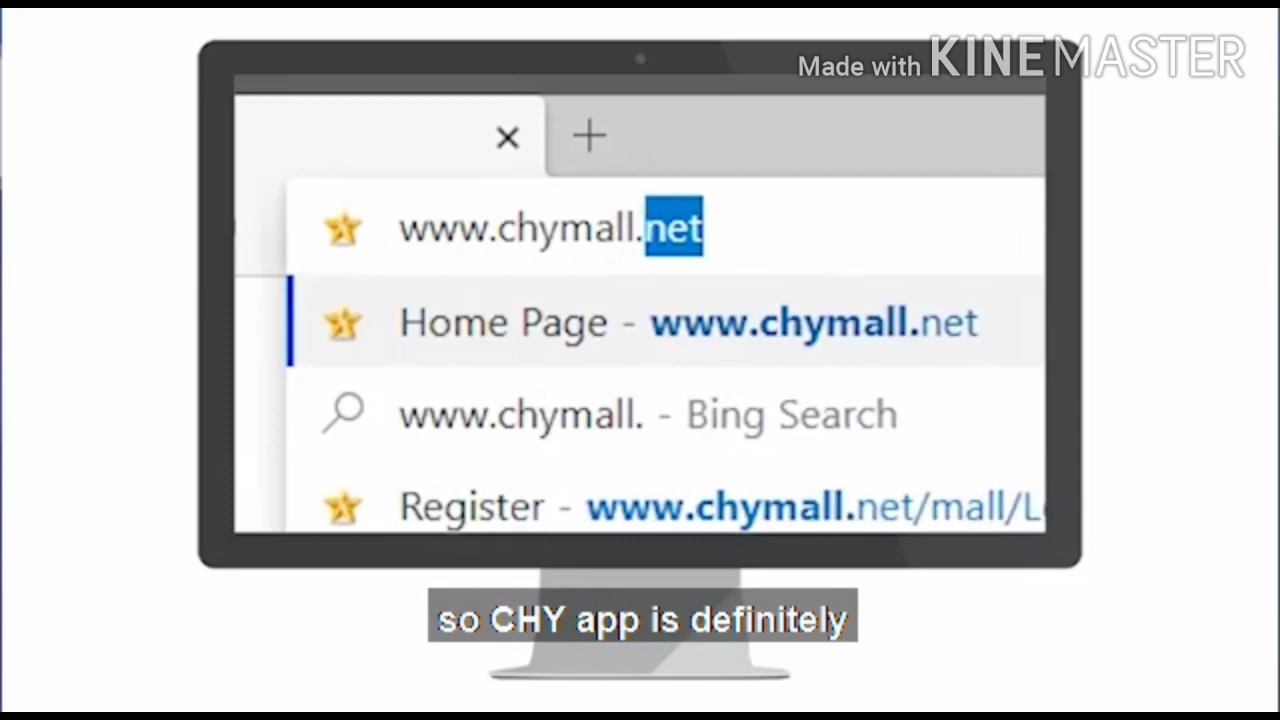 Made with KINEMASTER
www.chymall.net
Home Page - www.chymall.net
www.chymall. - Bing Search
Register - www.chymall.net/mall/L
so CHY app is definitely